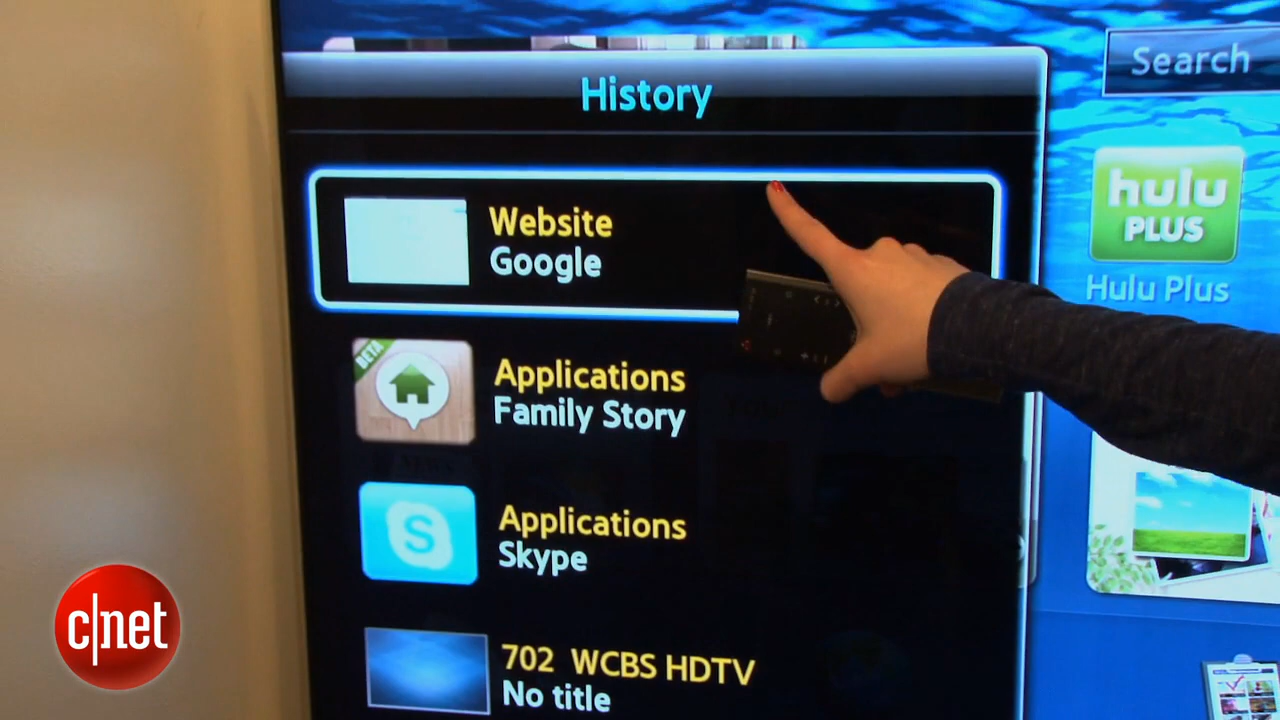 History
Search
Website
Google
hulu
PLUS
Hulu Plus
BETA
Applications
Family Story
Applications
Skype
S
702 WCBS HDTV
No title
c|net